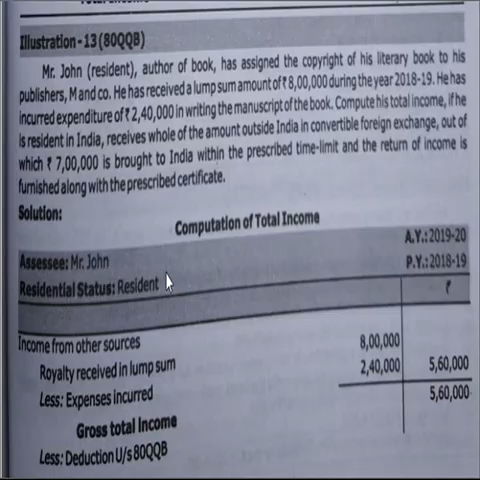 Illustration - 13 (80QQB)
Mr. John (resident), author of book, has assigned the copyright of his literary book to his
publishers, M and co. He has received a lump sum amount of ₹ 8,00,000 during the year 2018-19. He has
incurred expenditure of ₹ 2,40,000 in writing the manuscript of the book. Compute his total income, if he
is resident in India, receives whole of the amount outside India in convertible foreign exchange, out of
which ₹ 7,00,000 is brought to India within the prescribed time-limit and the return of income is
furnished along with the prescribed certificate.
Solution:
Computation of Total Income
A.Y.: 2019-20
Assessee: Mr. John
P.Y.: 2018-19
Residential Status: Resident
₹
Income from other sources
Royalty received in lump sum 8,00,000
Less: Expenses incurred 2,40,000 5,60,000
Gross total Income 5,60,000
Less: Deduction U/s 80QQB